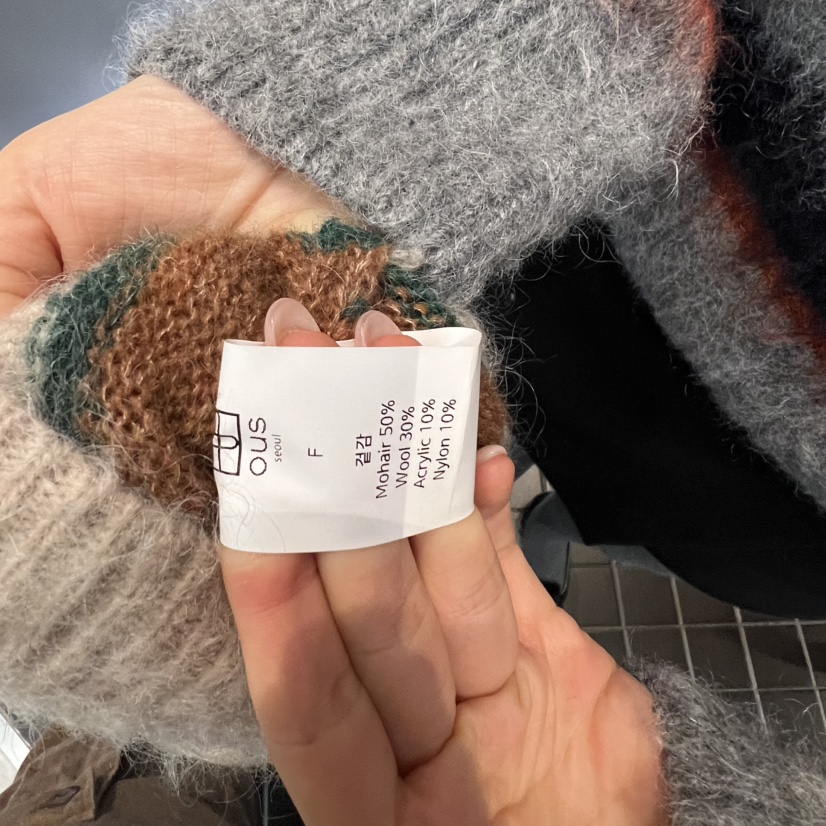 ous
seoul
F
겉감
Mohair 50%
Wool 30%
Acrylic 10%
Nylon 10%